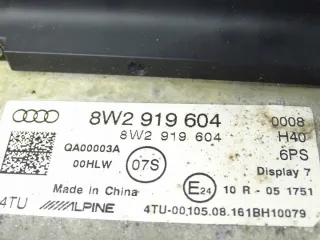 8W2 919 604 0008
8W2 919 604 H40
QA00003A .6PS
00HLW 07S Display 7
Made in China E24 10 R - 05 1751
4TU ALPINE 4TU-00,105.08.161BH10079